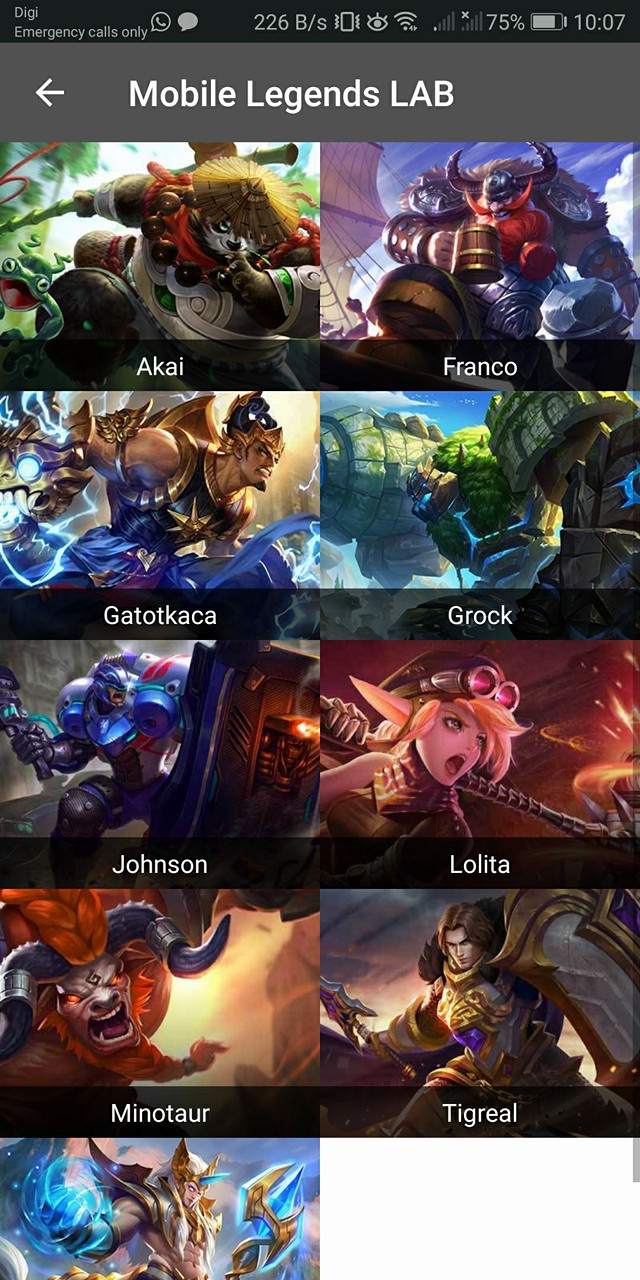 Digi
Emergency calls only
226 B/s 75% 10:07
Mobile Legends LAB
Akai
Franco
Gatotkaca
Grock
Johnson
Lolita
Minotaur
Tigreal